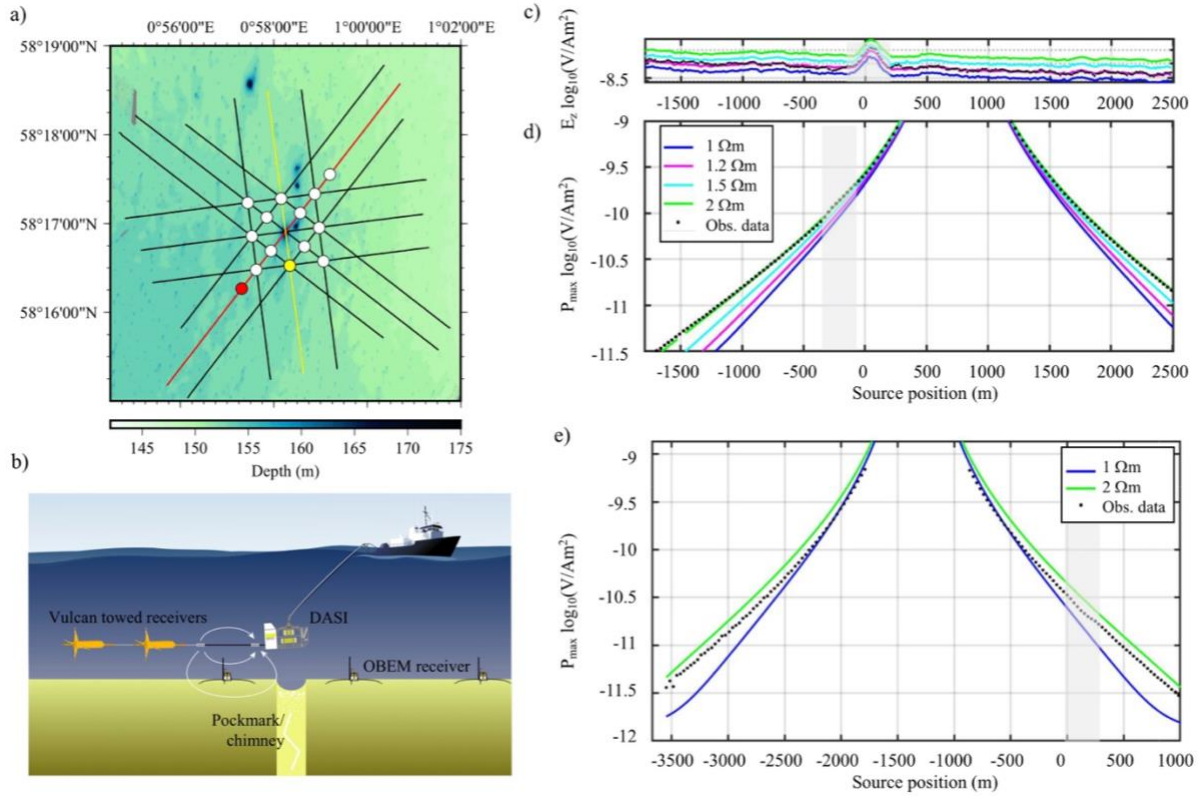 a)
0°56'00"E 0°58'00"E 1°00'00"E 1°02'00"E
58°19'00"N
58°18'00"N
58°17'00"N
58°16'00"N
145 150 155 160 165 170 175
Depth (m)
b)
Vulcan towed receivers
DASI
OBEM receiver
Pockmark/
chimney
c)
E_z log₁₀(V/Am²)
-8.5
-1500 -1000 -500 0 500 1000 1500 2000 2500
d)
P_max log₁₀(V/Am²)
-9
-9.5
-10
-10.5
-11
-11.5
1 Ωm
1.2 Ωm
1.5 Ωm
2 Ωm
Obs. data
-1500 -1000 -500 0 500 1000 1500 2000 2500
Source position (m)
e)
P_max log₁₀(V/Am²)
-9
-9.5
-10
-10.5
-11
-11.5
-12
1 Ωm
2 Ωm
Obs. data
-3500 -3000 -2500 -2000 -1500 -1000 -500 0 500 1000
Source position (m)